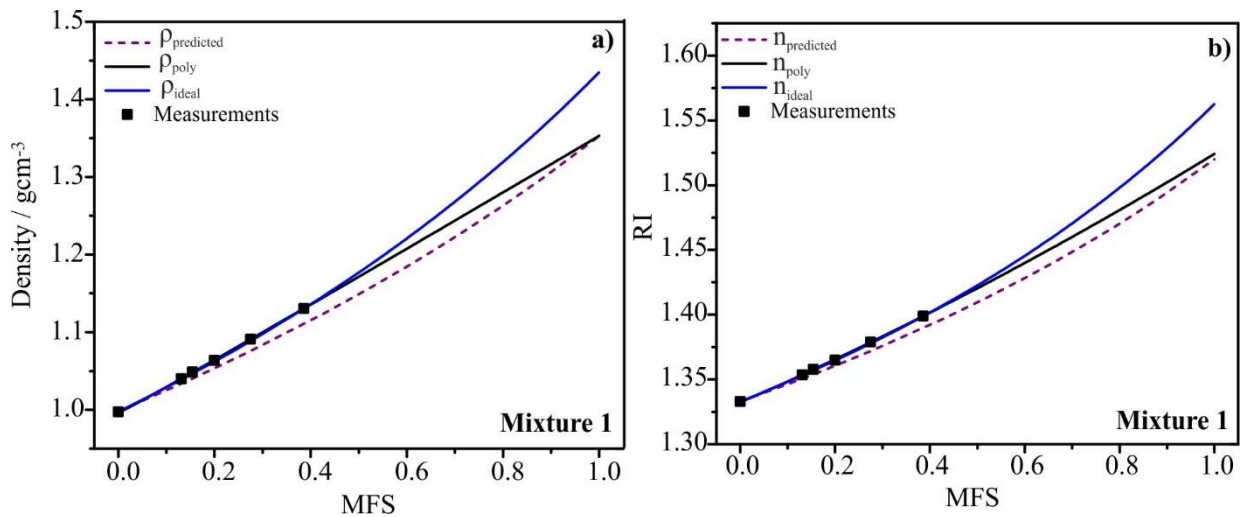 a)
ρpredicted
ρpoly
ρideal
Measurements
1.5
1.4
1.3
1.2
1.1
1.0
Density / gcm-3
0.0 0.2 0.4 0.6 0.8 1.0
MFS
Mixture 1
b)
npredicted
npoly
nideal
Measurements
1.60
1.55
1.50
1.45
1.40
1.35
1.30
RI
0.0 0.2 0.4 0.6 0.8 1.0
MFS
Mixture 1